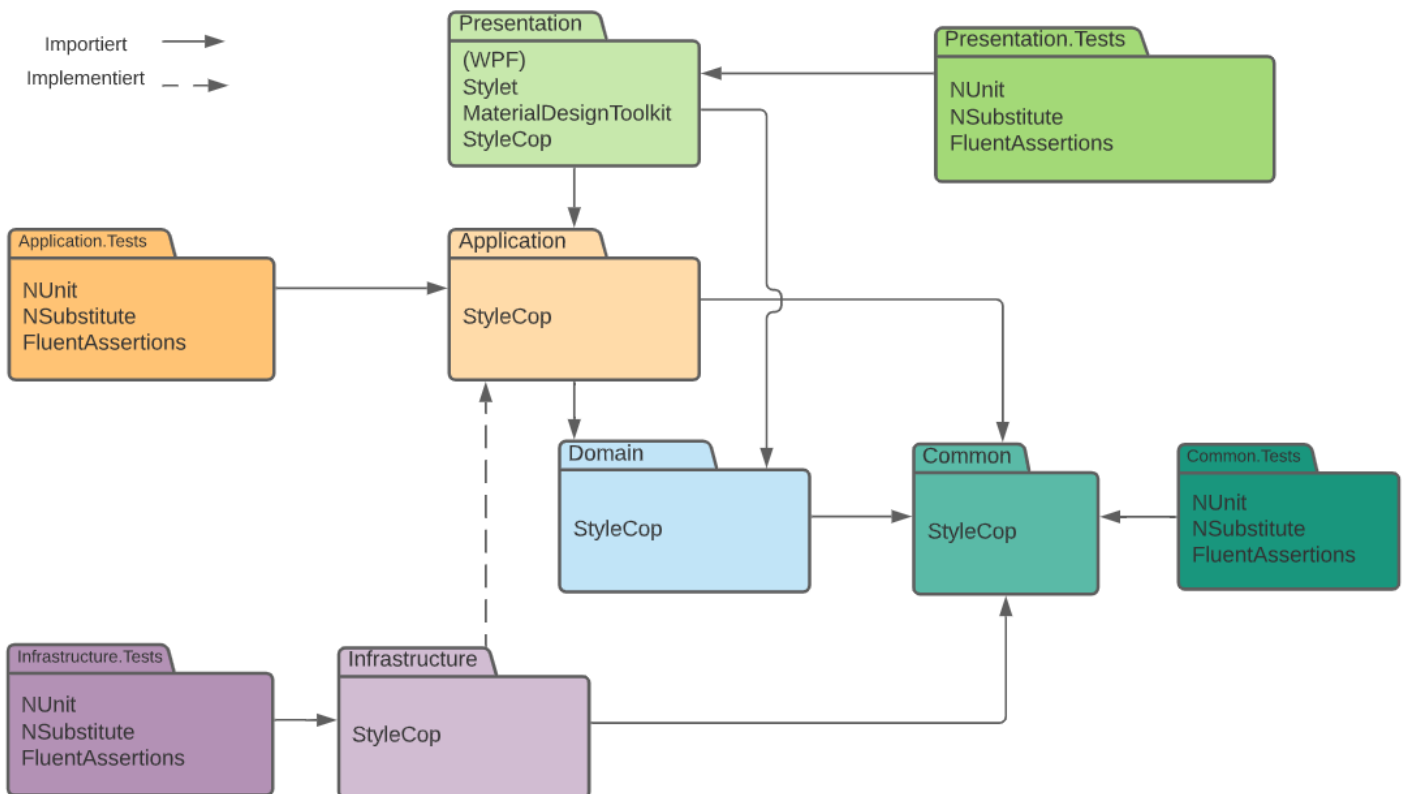 Importiert
Implementiert
Presentation
(WPF)
Stylet
MaterialDesignToolkit
StyleCop
Presentation.Tests
NUnit
NSubstitute
FluentAssertions
Application.Tests
NUnit
NSubstitute
FluentAssertions
Application
StyleCop
Domain
StyleCop
Common
StyleCop
Common.Tests
NUnit
NSubstitute
FluentAssertions
Infrastructure.Tests
NUnit
NSubstitute
FluentAssertions
Infrastructure
StyleCop